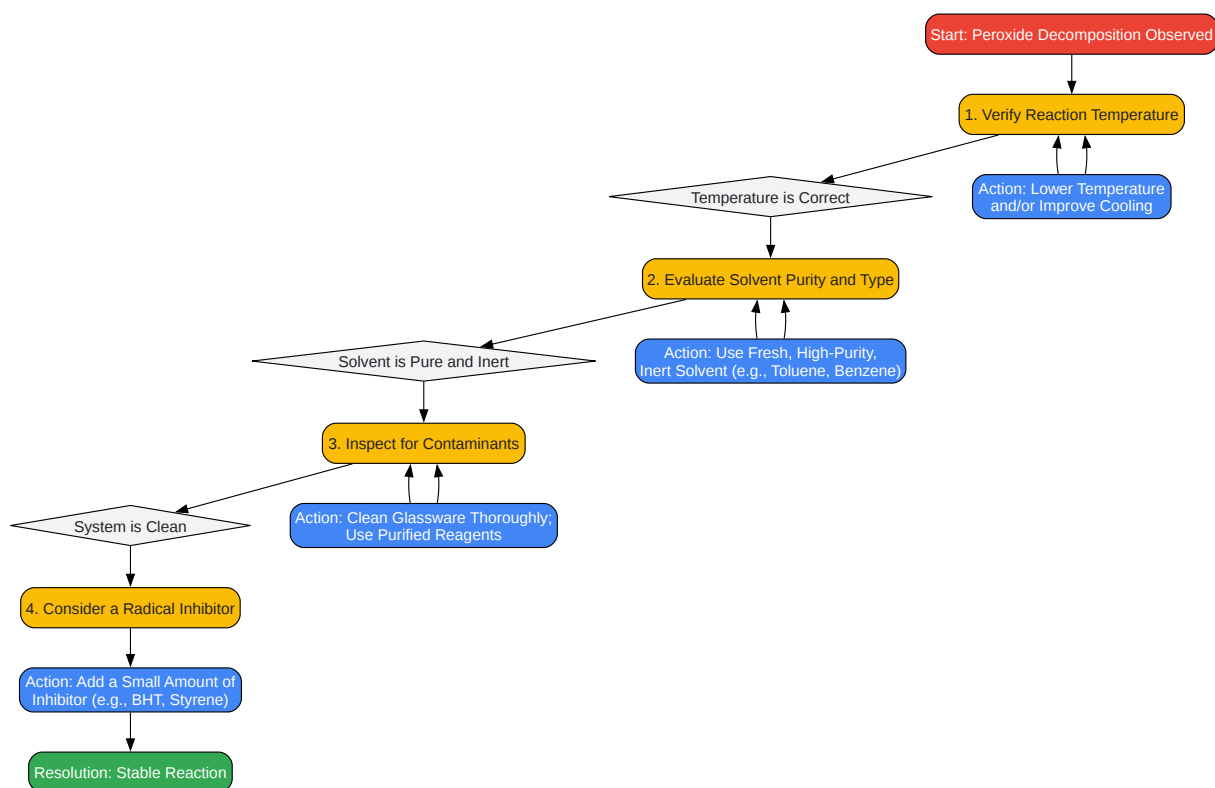 Start: Peroxide Decomposition Observed
1. Verify Reaction Temperature
Action: Lower Temperature
and/or Improve Cooling
Temperature is Correct
2. Evaluate Solvent Purity and Type
Action: Use Fresh, High-Purity,
Inert Solvent (e.g., Toluene, Benzene)
Solvent is Pure and Inert
3. Inspect for Contaminants
Action: Clean Glassware Thoroughly;
Use Purified Reagents
System is Clean
4. Consider a Radical Inhibitor
Action: Add a Small Amount of
Inhibitor (e.g., BHT, Styrene)
Resolution: Stable Reaction